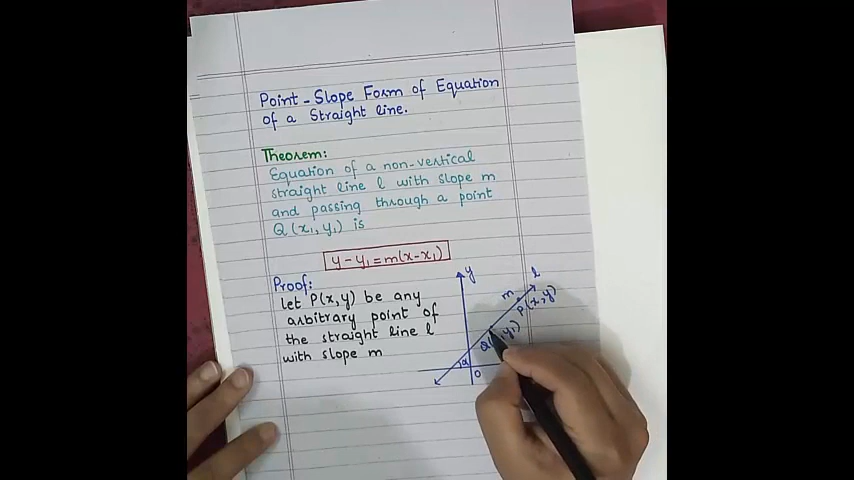 Point - Slope Form of Equation
of a Straight line.
Theorem:
Equation of a non-vertical
straight line l with slope m
and passing through a point
Q(x₁, y₁) is
y - y₁ = m(x - x₁)
Proof:
let P(x, y) be any
arbitrary point of
the straight line l
with slope m
y
l
m
P(x, y)
Q( , y₁)
α
O